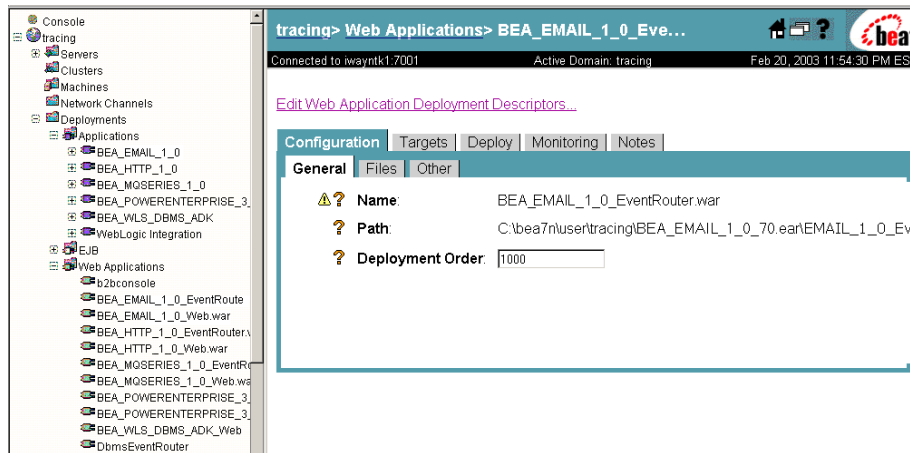 Console
tracing
Servers
Clusters
Machines
Network Channels
Deployments
Applications
BEA_EMAIL_1_0
BEA_HTTP_1_0
BEA_MQSERIES_1_0
BEA_POWERENTERPRISE_3_
BEA_WLS_DBMS_ADK
WebLogic Integration
EJB
Web Applications
b2bconsole
BEA_EMAIL_1_0_EventRoute
BEA_EMAIL_1_0_Web.war
BEA_HTTP_1_0_EventRouter.
BEA_HTTP_1_0_Web.war
BEA_MQSERIES_1_0_EventR
BEA_MQSERIES_1_0_Web.wa
BEA_POWERENTERPRISE_3_
BEA_POWERENTERPRISE_3_
BEA_WLS_DBMS_ADK_Web
DbmsEventRouter
tracing> Web Applications> BEA_EMAIL_1_0_Eve...
?
bea
Connected to iwayntk1:7001 Active Domain: tracing Feb 20, 2003 11:54:30 PM ES
Edit Web Application Deployment Descriptors...
Configuration Targets Deploy Monitoring Notes
General Files Other
? Name: BEA_EMAIL_1_0_EventRouter.war
? Path: C:\bea7n\user\tracing\BEA_EMAIL_1_0_70.ear\EMAIL_1_0_Ev
? Deployment Order: 1000